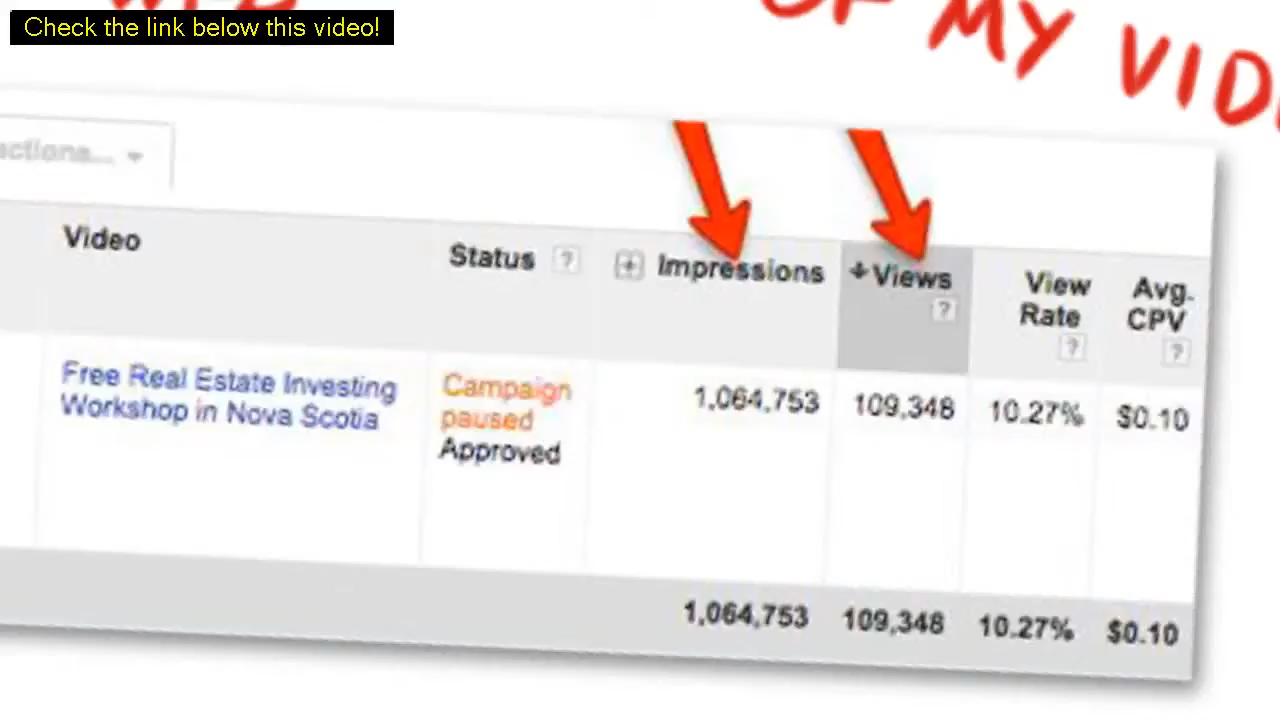 Check the link below this video!
OF MY
actions...
Video
Status ?
Impressions
Views
?
View
Rate
?
Avg.
CPV
?
Free Real Estate Investing
Workshop in Nova Scotia
Campaign
paused
Approved
1,064,753
109,348
10.27%
$0.10
1,064,753
109,348
10.27%
$0.10